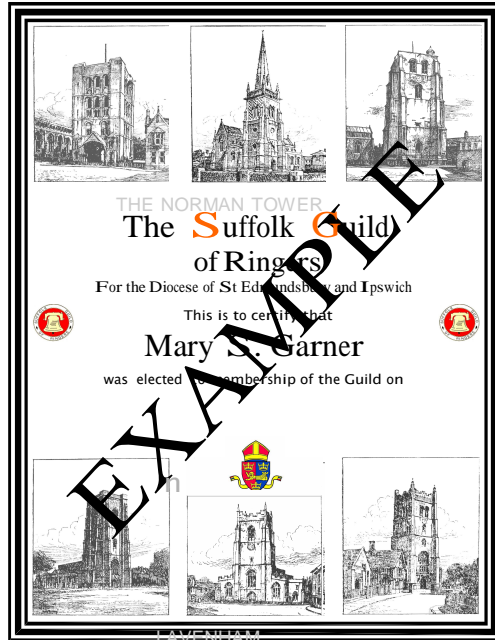 THE NORMAN TOWER
The Suffolk Guild
of Ringers
For the Diocese of St Edmundsbury and Ipswich
This is to certify that
Mary S. Garner
was elected to membership of the Guild on
EXAMPLE
LAVENHAM